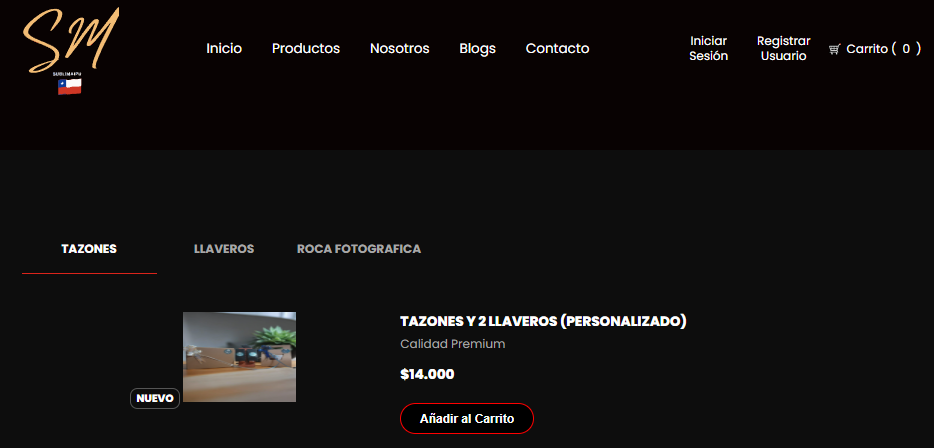 SM
SUBLIMAIPU
Inicio
Productos
Nosotros
Blogs
Contacto
Iniciar
Sesión
Registrar
Usuario
Carrito ( 0 )
TAZONES
LLAVEROS
ROCA FOTOGRAFICA
NUEVO
TAZONES Y 2 LLAVEROS (PERSONALIZADO)
Calidad Premium
$14.000
Añadir al Carrito